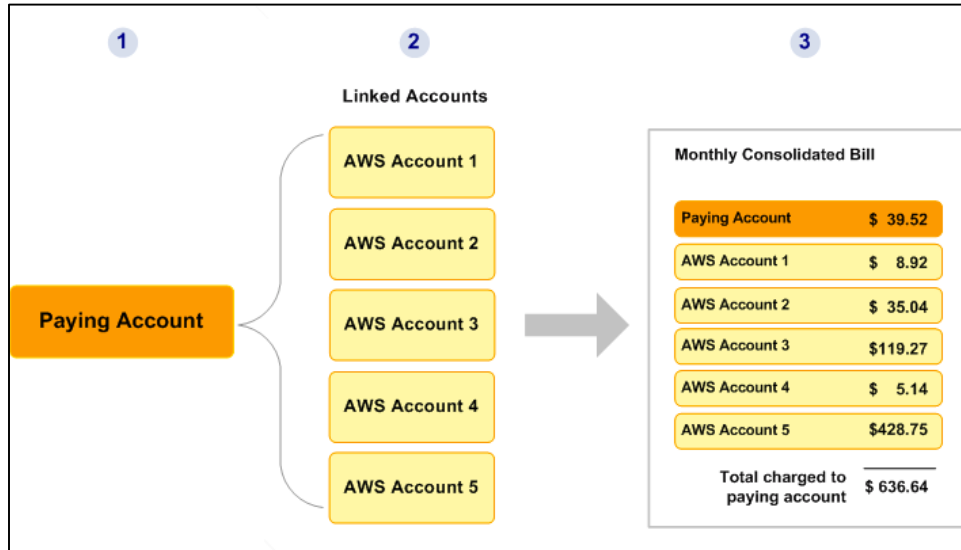 1
2
3
Linked Accounts
Paying Account
AWS Account 1
AWS Account 2
AWS Account 3
AWS Account 4
AWS Account 5
Monthly Consolidated Bill
Paying Account $ 39.52
AWS Account 1 $ 8.92
AWS Account 2 $ 35.04
AWS Account 3 $119.27
AWS Account 4 $ 5.14
AWS Account 5 $428.75
Total charged to
paying account $ 636.64